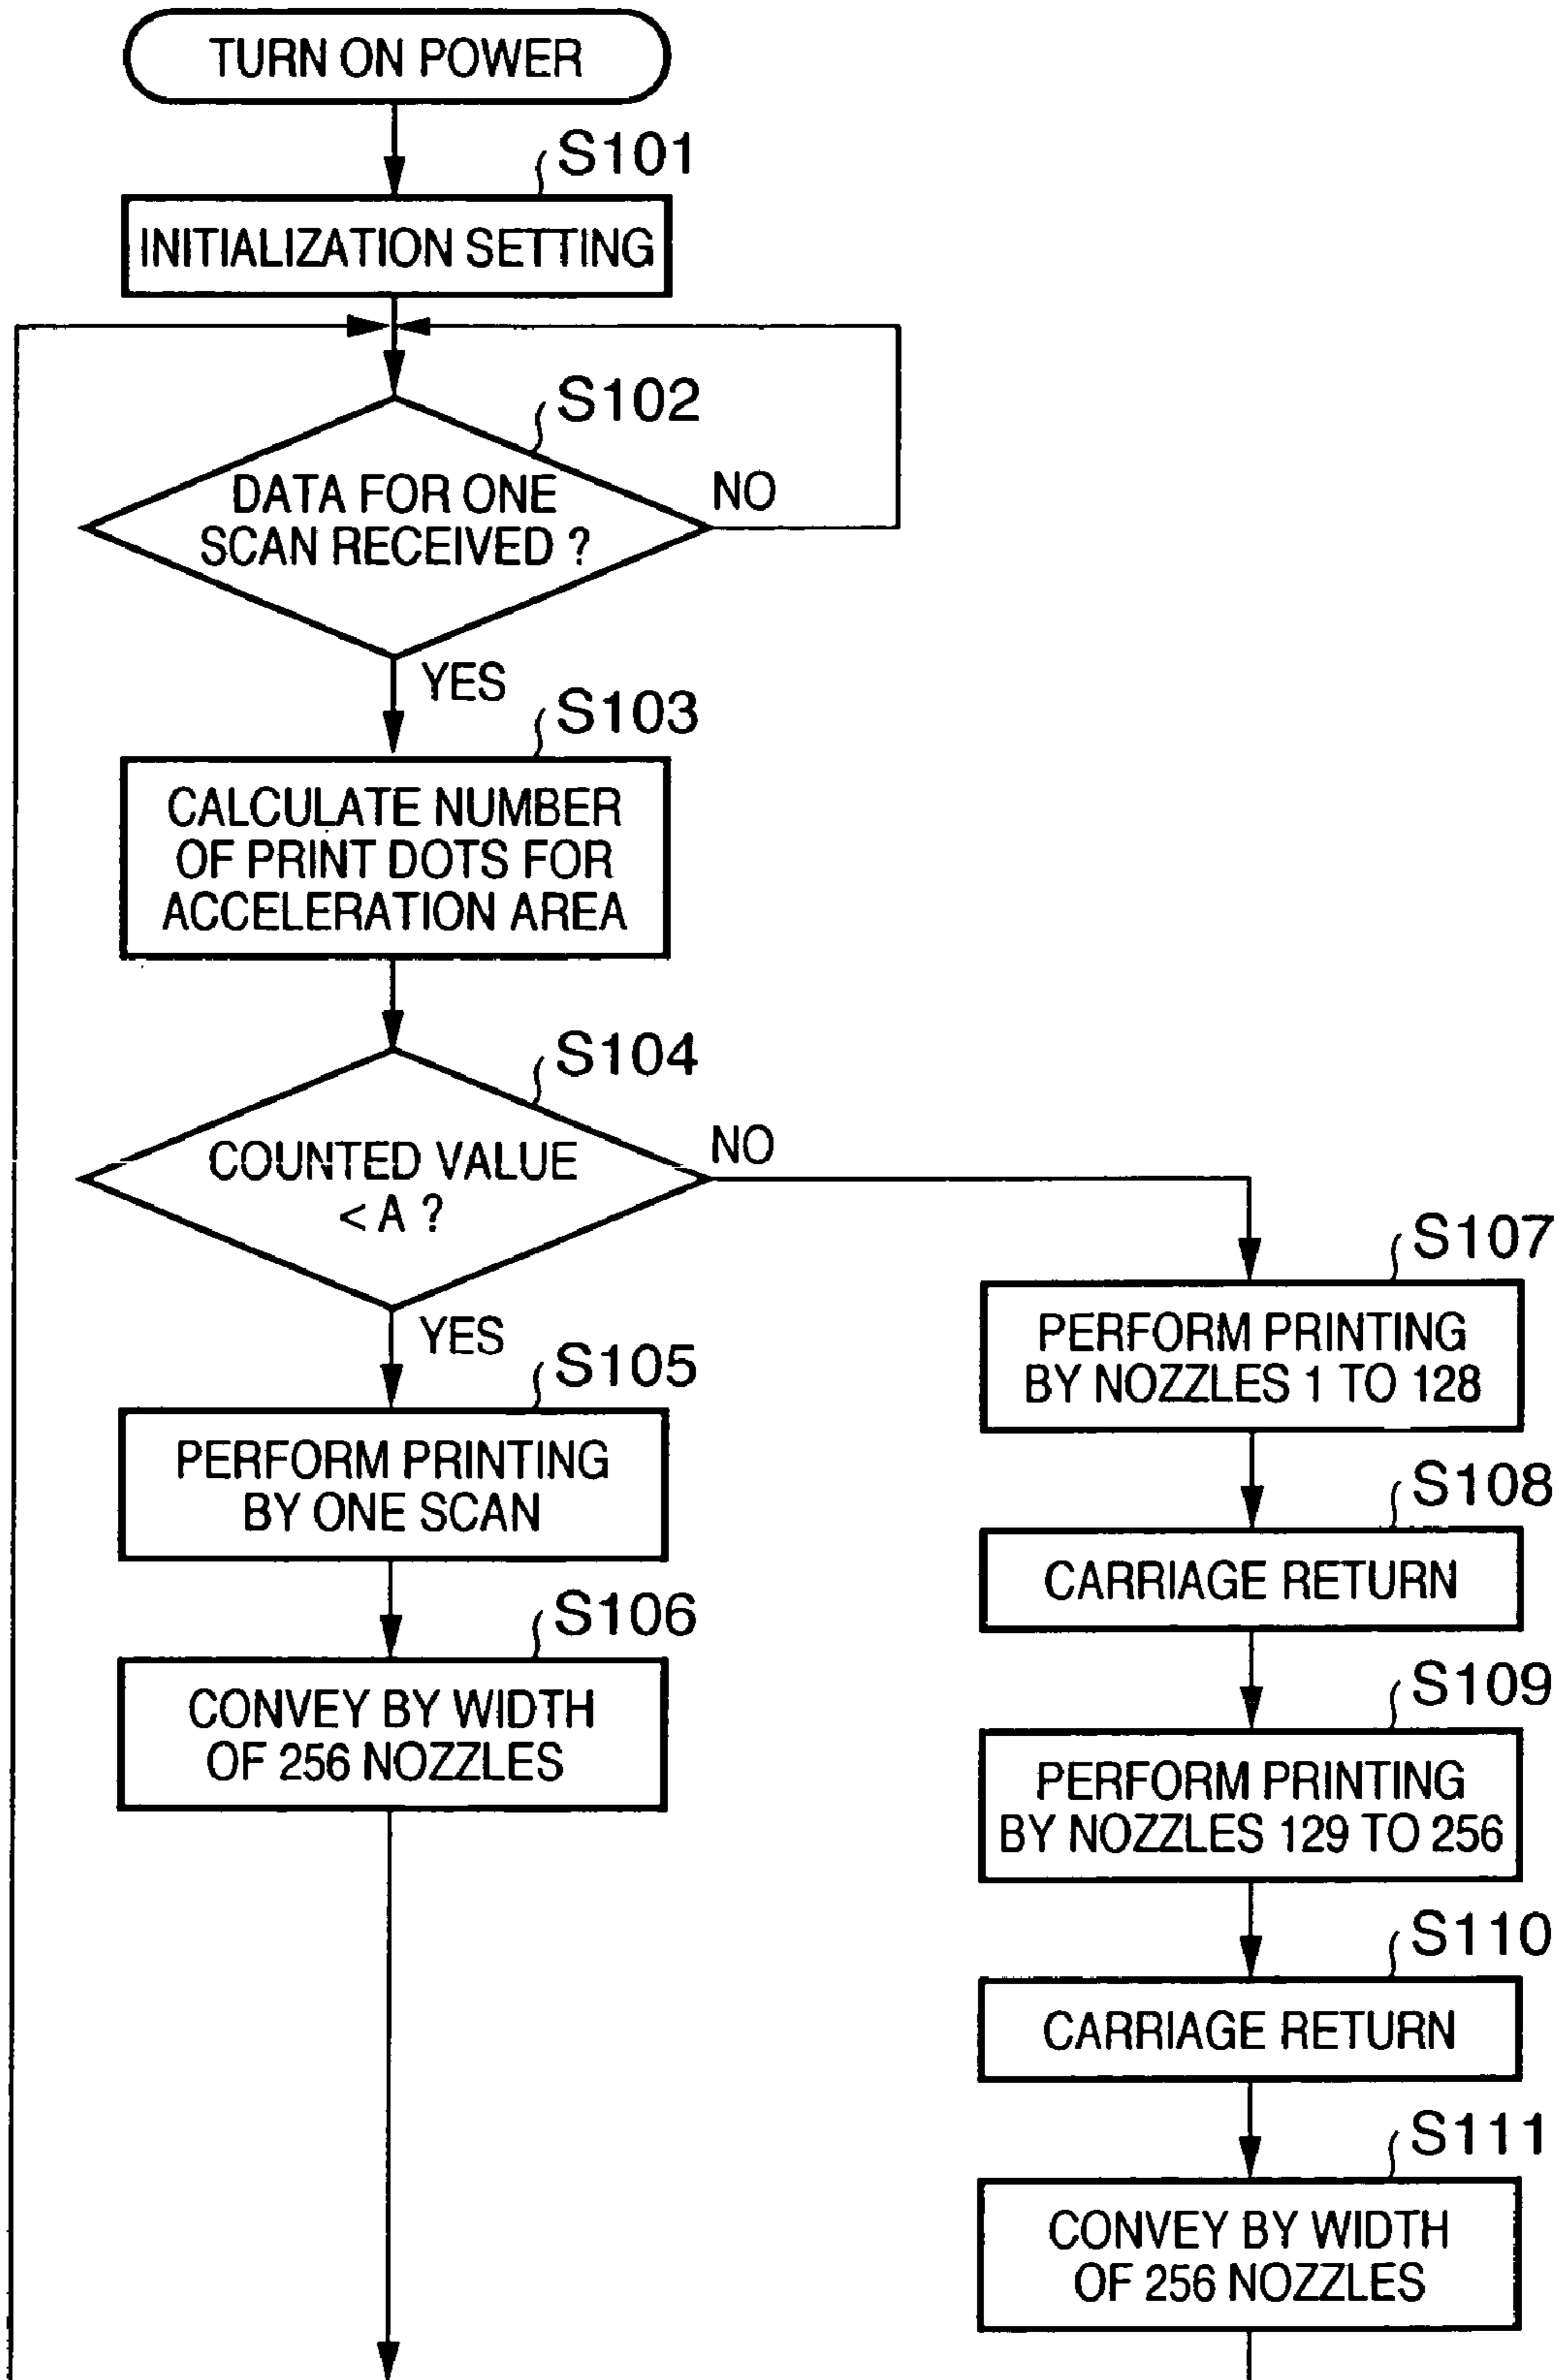 TURN ON POWER
S101
INITIALIZATION SETTING
S102
DATA FOR ONE
SCAN RECEIVED ?
NO
YES
S103
CALCULATE NUMBER
OF PRINT DOTS FOR
ACCELERATION AREA
S104
COUNTED VALUE
< A ?
NO
YES
S105
PERFORM PRINTING
BY ONE SCAN
S106
CONVEY BY WIDTH
OF 256 NOZZLES
S107
PERFORM PRINTING
BY NOZZLES 1 TO 128
S108
CARRIAGE RETURN
S109
PERFORM PRINTING
BY NOZZLES 129 TO 256
S110
CARRIAGE RETURN
S111
CONVEY BY WIDTH
OF 256 NOZZLES